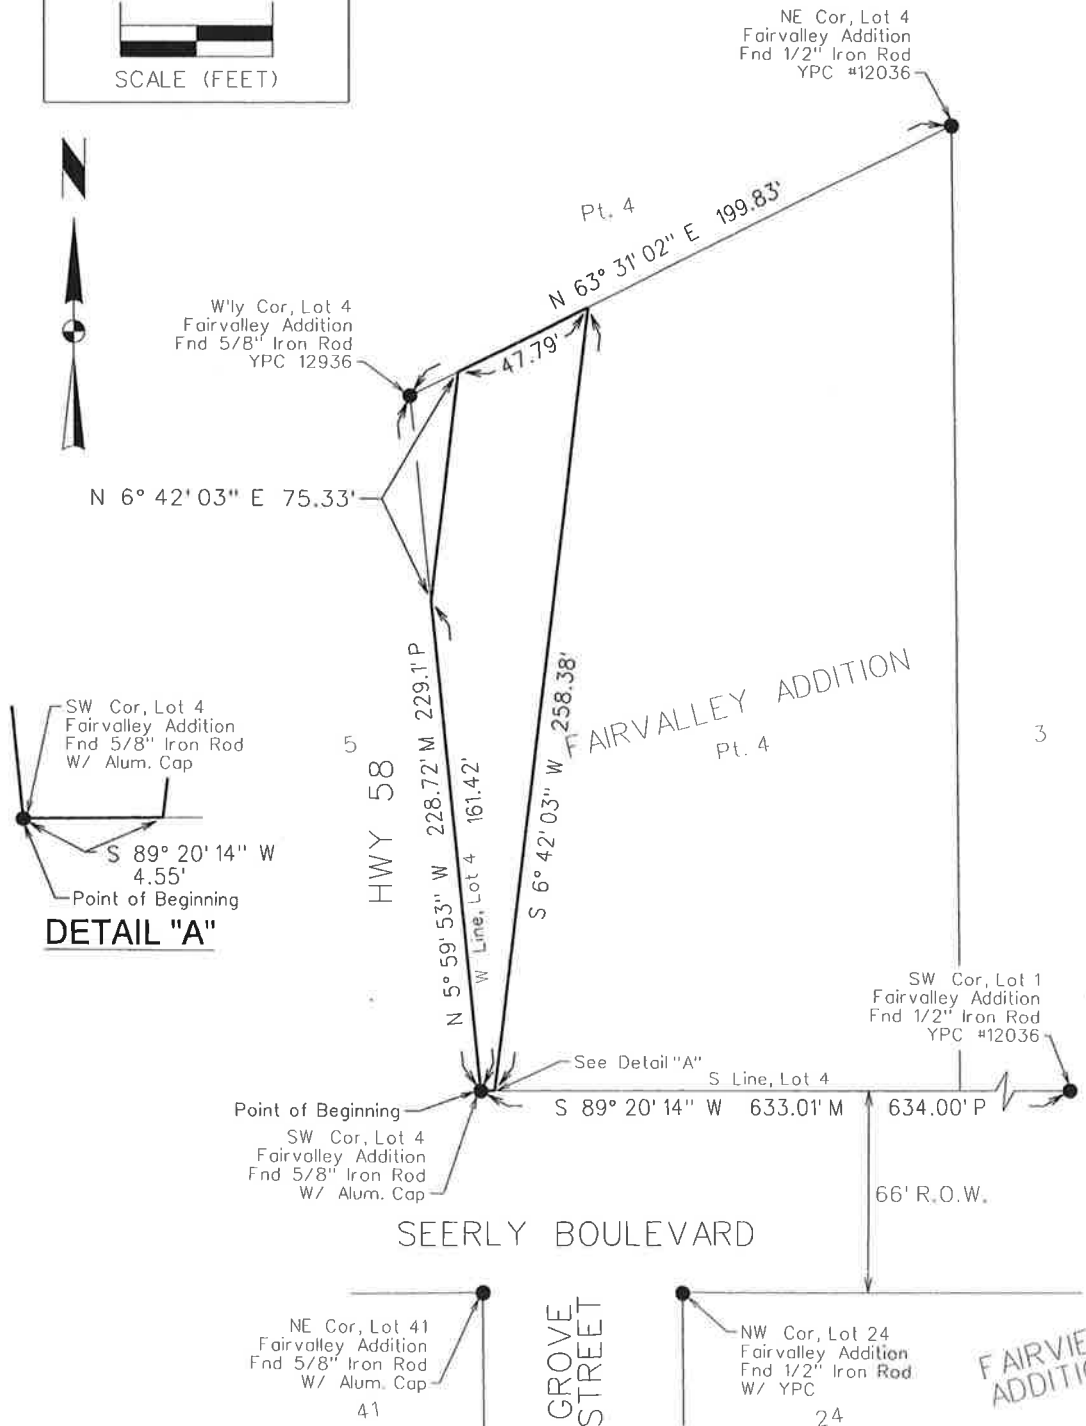 SCALE (FEET)
NE Cor, Lot 4
Fairvalley Addition
Fnd 1/2" Iron Rod
YPC #12036
N
Pt. 4
N 63° 31' 02" E 199.83'
W'ly Cor, Lot 4
Fairvalley Addition
Fnd 5/8" Iron Rod
YPC 12936
47.79'
N 6° 42' 03" E 75.33'
SW Cor, Lot 4
Fairvalley Addition
Fnd 5/8" Iron Rod
W/ Alum. Cap
S 89° 20' 14" W
4.55'
Point of Beginning
DETAIL "A"
5
HWY 58
N 5° 59' 53" W 228.72' M 229.1' P
W Line, Lot 4 161.42'
S 6° 42' 03" W 258.38'
FAIRVALLEY ADDITION
Pt. 4
3
SW Cor, Lot 1
Fairvalley Addition
Fnd 1/2" Iron Rod
YPC #12036
See Detail "A"
S Line, Lot 4
S 89° 20' 14" W 633.01' M 634.00' P
Point of Beginning
SW Cor, Lot 4
Fairvalley Addition
Fnd 5/8" Iron Rod
W/ Alum. Cap
66' R.O.W.
SEERLY BOULEVARD
NE Cor, Lot 41
Fairvalley Addition
Fnd 5/8" Iron Rod
W/ Alum. Cap
41
GROVE
STREET
NW Cor, Lot 24
Fairvalley Addition
Fnd 1/2" Iron Rod
W/ YPC
24
FAIRVIE
ADDITIO